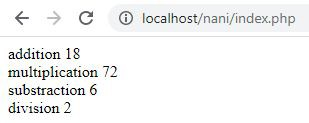 localhost/nani/index.php
addition 18
multiplication 72
substraction 6
division 2